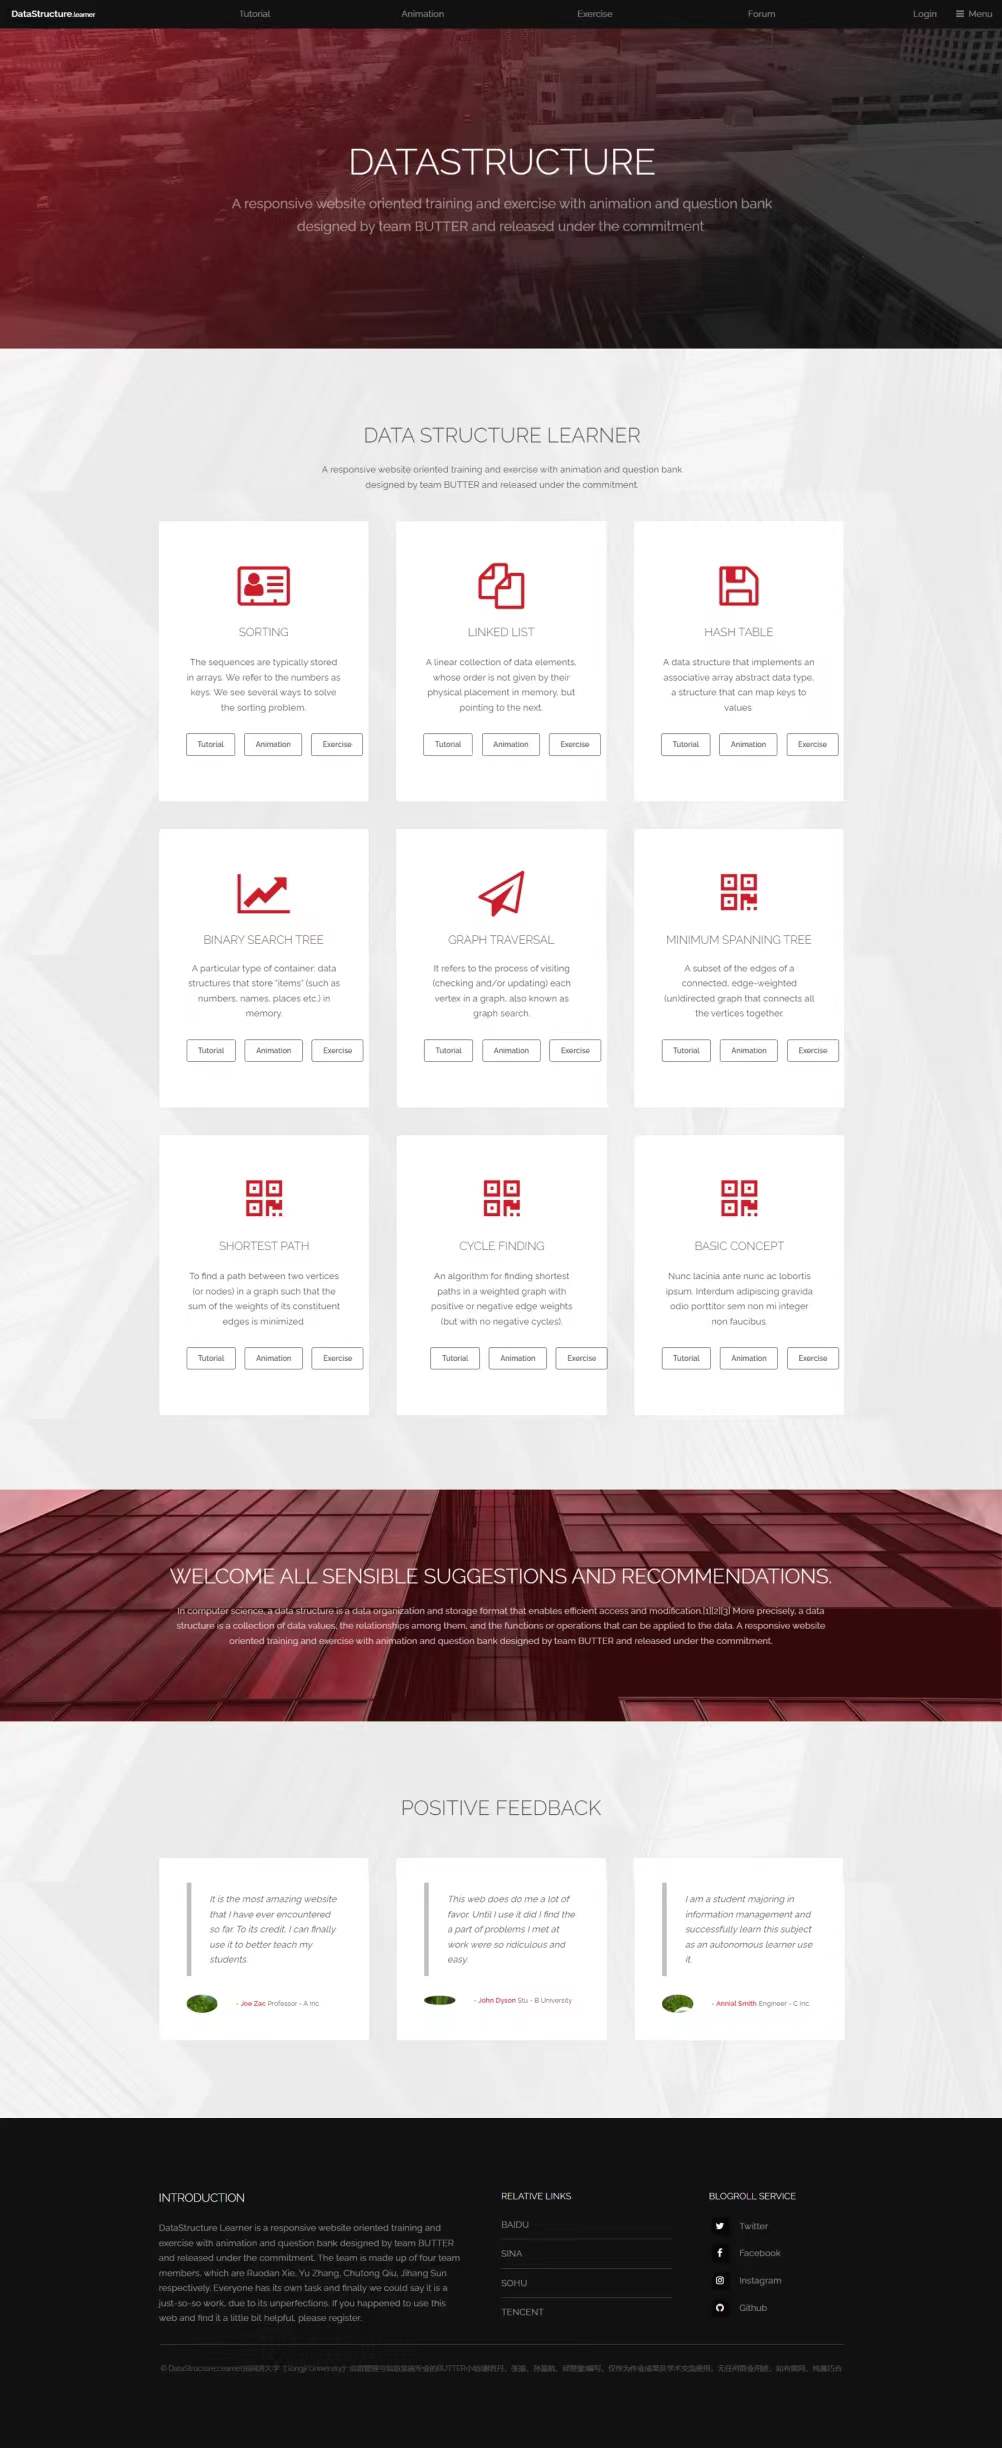 DataStructure.learner Tutorial Animation Exercise Forum Login Menu
DATASTRUCTURE
A responsive website oriented training and exercise with animation and question bank
designed by team BUTTER and released under the commitment
DATA STRUCTURE LEARNER
A responsive website oriented training and exercise with animation and question bank
designed by team BUTTER and released under the commitment.
SORTING
The sequences are typically stored
in arrays. We refer to the numbers as
keys. We see several ways to solve
the sorting problem.
Tutorial Animation Exercise
LINKED LIST
A linear collection of data elements,
whose order is not given by their
physical placement in memory, but
pointing to the next.
Tutorial Animation Exercise
HASH TABLE
A data structure that implements an
associative array abstract data type,
a structure that can map keys to
values
Tutorial Animation Exercise
BINARY SEARCH TREE
A particular type of container: data
structures that store "items" (such as
numbers, names, places etc.) in
memory.
Tutorial Animation Exercise
GRAPH TRAVERSAL
It refers to the process of visiting
(checking and/or updating) each
vertex in a graph, also known as
graph search.
Tutorial Animation Exercise
MINIMUM SPANNING TREE
A subset of the edges of a
connected, edge-weighted
(un)directed graph that connects all
the vertices together.
Tutorial Animation Exercise
SHORTEST PATH
To find a path between two vertices
(or nodes) in a graph such that the
sum of the weights of its constituent
edges is minimized
Tutorial Animation Exercise
CYCLE FINDING
An algorithm for finding shortest
paths in a weighted graph with
positive or negative edge weights
(but with no negative cycles).
Tutorial Animation Exercise
BASIC CONCEPT
Nunc lacinia ante nunc ac lobortis
ipsum. Interdum adipiscing gravida
odio porttitor sem non mi integer
non faucibus.
Tutorial Animation Exercise
WELCOME ALL SENSIBLE SUGGESTIONS AND RECOMMENDATIONS.
In computer science, a data structure is a data organization and storage format that enables efficient access and modification.[1][2][3] More precisely, a data
structure is a collection of data values, the relationships among them, and the functions or operations that can be applied to the data. A responsive website
oriented training and exercise with animation and question bank designed by team BUTTER and released under the commitment.
POSITIVE FEEDBACK
It is the most amazing website
that I have ever encountered
so far. To its credit, I can finally
use it to better teach my
students.
- Joe Zac Professor - A Inc.
This web does do me a lot of
favor. Until I use it did I find the
a part of problems I met at
work were so ridiculous and
easy.
- John Dyson Stu - B University
I am a student majoring in
information management and
successfully learn this subject
as an autonomous learner use
it.
- Annial Smith Engineer - C Inc.
INTRODUCTION
DataStructure Learner is a responsive website oriented training and
exercise with animation and question bank designed by team BUTTER
and released under the commitment. The team is made up of four team
members, which are Ruodan Xie, Yu Zhang, Chutong Qiu, Jihang Sun
respectively. Everyone has its own task and finally we could say it is a
just-so-so work, due to its unperfections. If you happened to use this
web and find it a little bit helpful, please register.
RELATIVE LINKS
BAIDU
SINA
SOHU
TENCENT
BLOGROLL SERVICE
Twitter
Facebook
Instagram
Github
© DataStructure.Learner